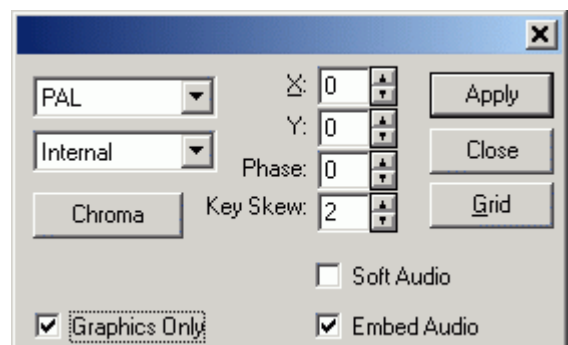 PAL
X: 0
Apply
Y: 0
Internal
Close
Phase: 0
Chroma
Key Skew: 2
Grid
Soft Audio
Graphics Only
Embed Audio